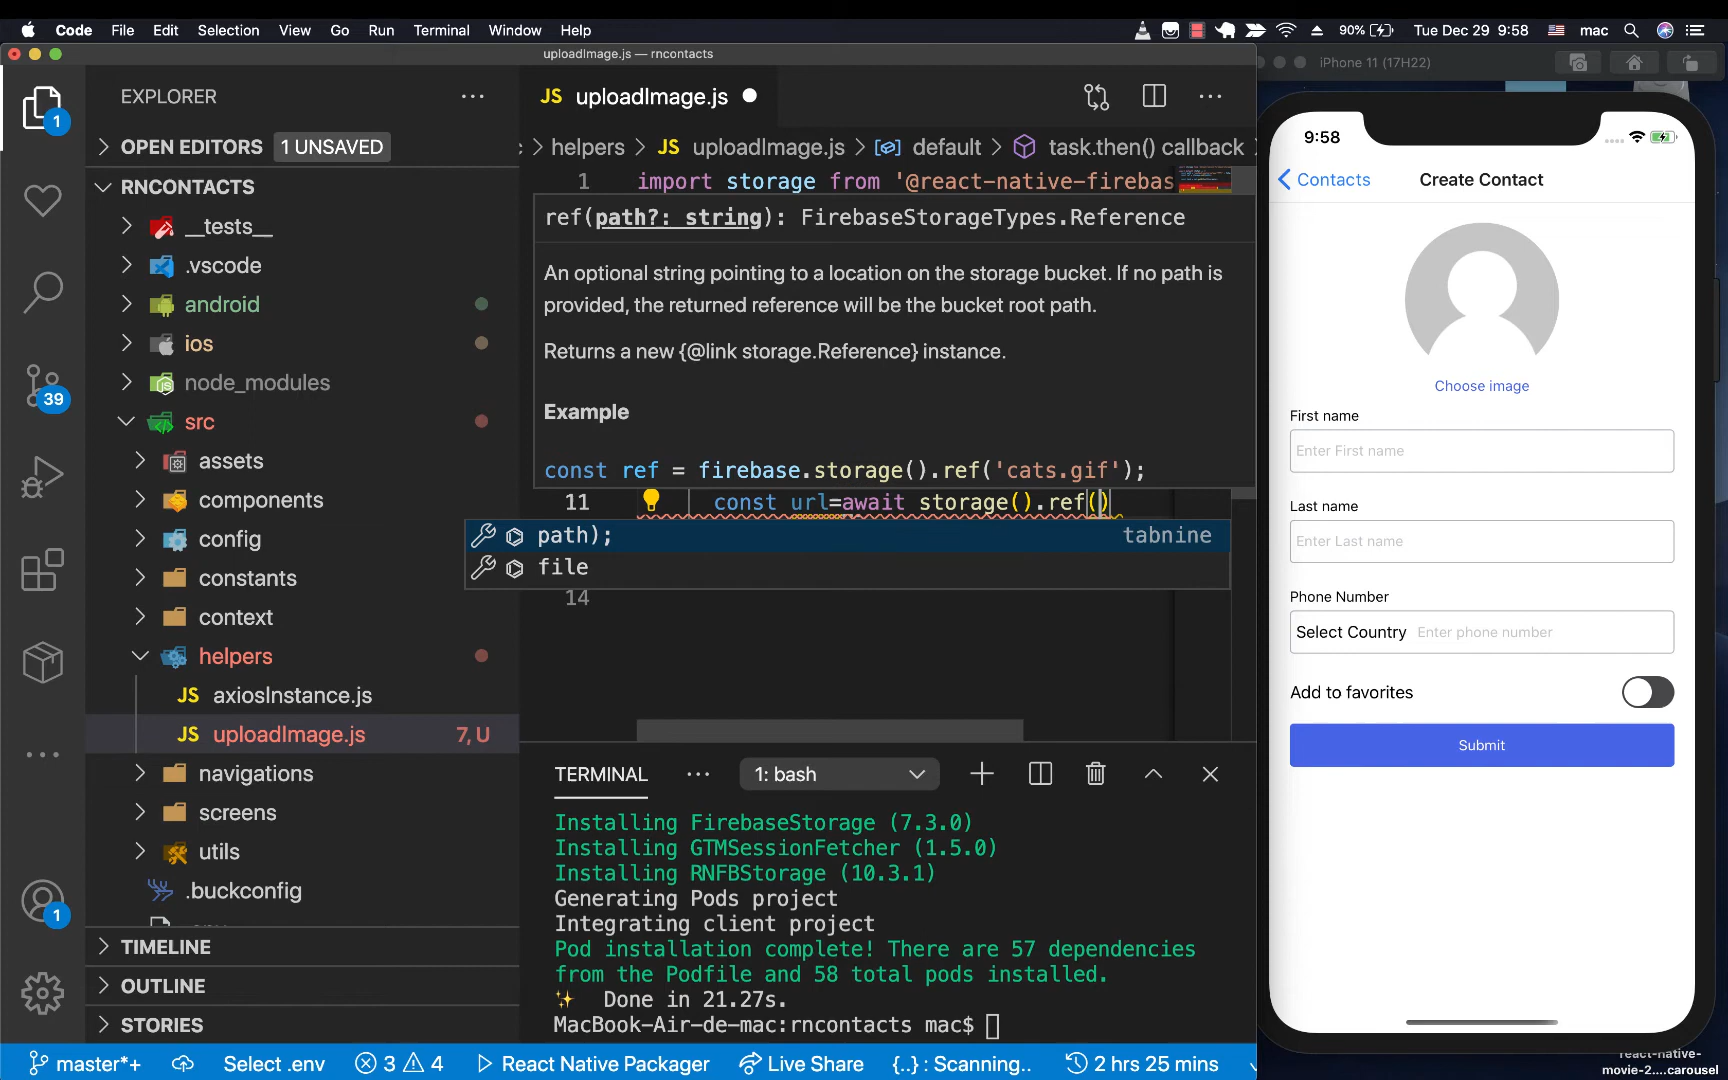 Code File Edit Selection View Go Run Terminal Window Help
90% Tue Dec 29 9:58 mac
uploadImage.js — rncontacts
iPhone 11 (17H22)
EXPLORER
1
OPEN EDITORS 1 UNSAVED
RNCONTACTS
__tests__
.vscode
android
ios
node_modules
39
src
assets
components
config
constants
context
helpers
JS axiosInstance.js
JS uploadImage.js 7, U
navigations
screens
utils
.buckconfig
1
TIMELINE
OUTLINE
STORIES
JS uploadImage.js
helpers JS uploadImage.js default task.then() callback
1 import storage from '@react-native-firebas
ref(path?: string): FirebaseStorageTypes.Reference
An optional string pointing to a location on the storage bucket. If no path is
provided, the returned reference will be the bucket root path.
Returns a new {@link storage.Reference} instance.
Example
const ref = firebase.storage().ref('cats.gif');
11 const url=await storage().ref()
path); tabnine
file
14
TERMINAL 1: bash
Installing FirebaseStorage (7.3.0)
Installing GTMSessionFetcher (1.5.0)
Installing RNFBStorage (10.3.1)
Generating Pods project
Integrating client project
Pod installation complete! There are 57 dependencies
from the Podfile and 58 total pods installed.
✨ Done in 21.27s.
MacBook-Air-de-mac:rncontacts mac$
master*+ Select .env 3 4 React Native Packager Live Share {..} : Scanning.. 2 hrs 25 mins
9:58
Contacts Create Contact
Choose image
First name
Enter First name
Last name
Enter Last name
Phone Number
Select Country Enter phone number
Add to favorites
Submit
react-native-
movie-2....carousel